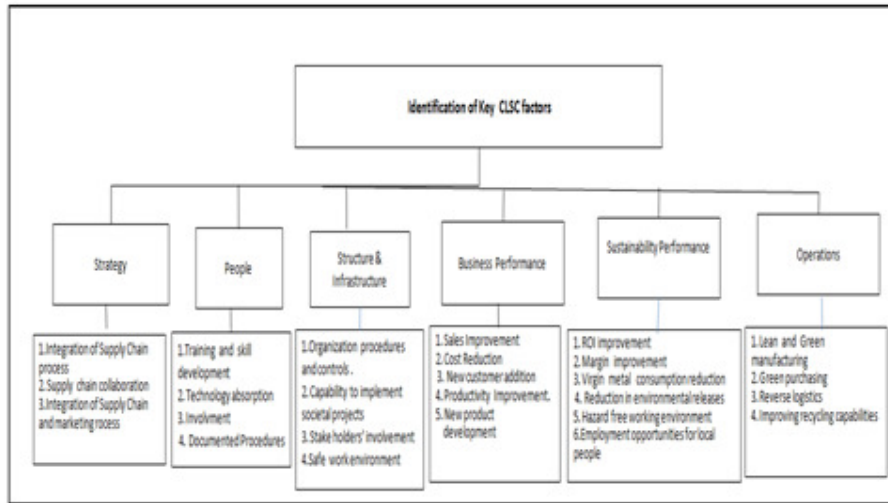 Identification of Key CLSC factors
Strategy
People
Structure &
Infrastructure
Business Performance
Sustainability Performance
Operations
1.Integration of Supply Chain
process
2. Supply chain collaboration
3.Integration of Supply Chain
and marketing rocess
1.Training and skill
development
2. Technology absorption
3.Involvment
4. Documented Procedures
1.Organization procedures
and controls .
2. Capability to implement
societal projects
3. Stake holders' involvement
4.Safe work environment
1. Sales Improvement
2. Cost Reduction
3. New customer addition
4. Productivity Improvement.
5. New product
development
1. ROI improvement
2. Margin improvement
3. Virgin metal consumption reduction
4. Reduction in environmental releases
5. Hazard free working environment
6.Employment opportunities for local
people
1. Lean and Green
manufacturing
2. Green purchasing
3. Reverse logistics
4. Improving recycling capabilities